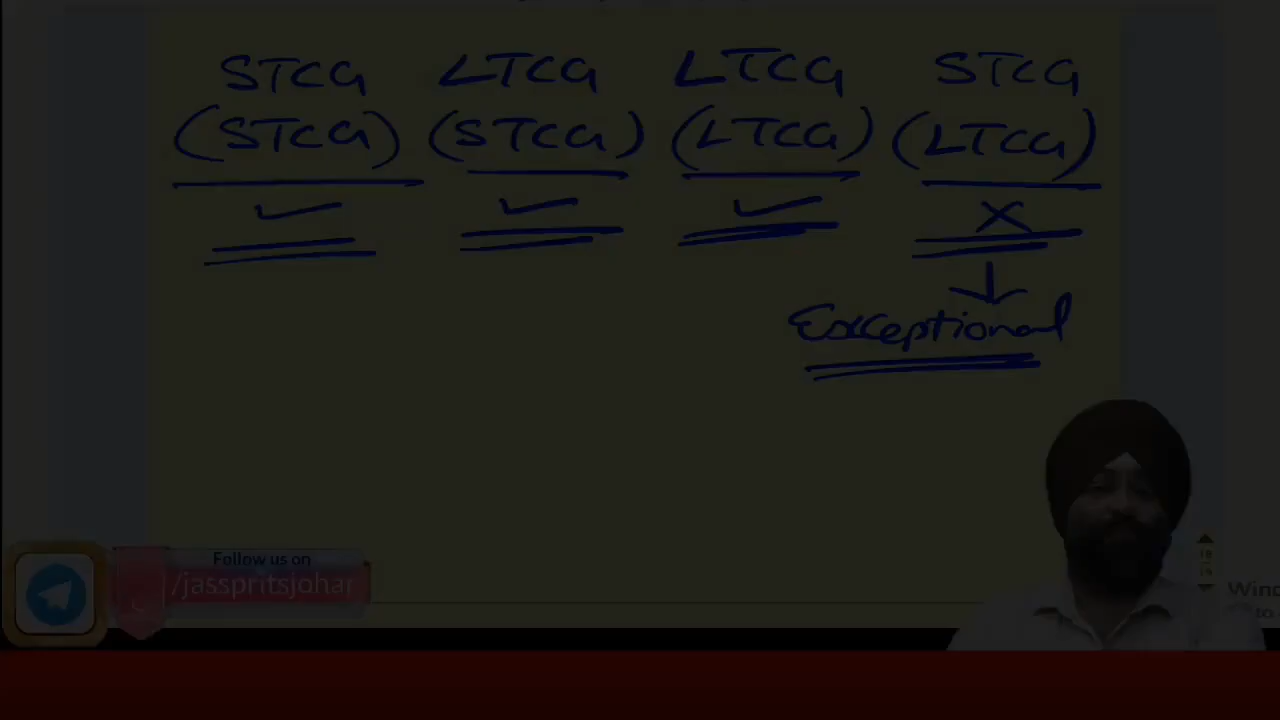 STCG LTCG LTCG STCG
(STCG) (STCG) (LTCG) (LTCG)
Exceptional
Follow us on
/jasspritsjohar